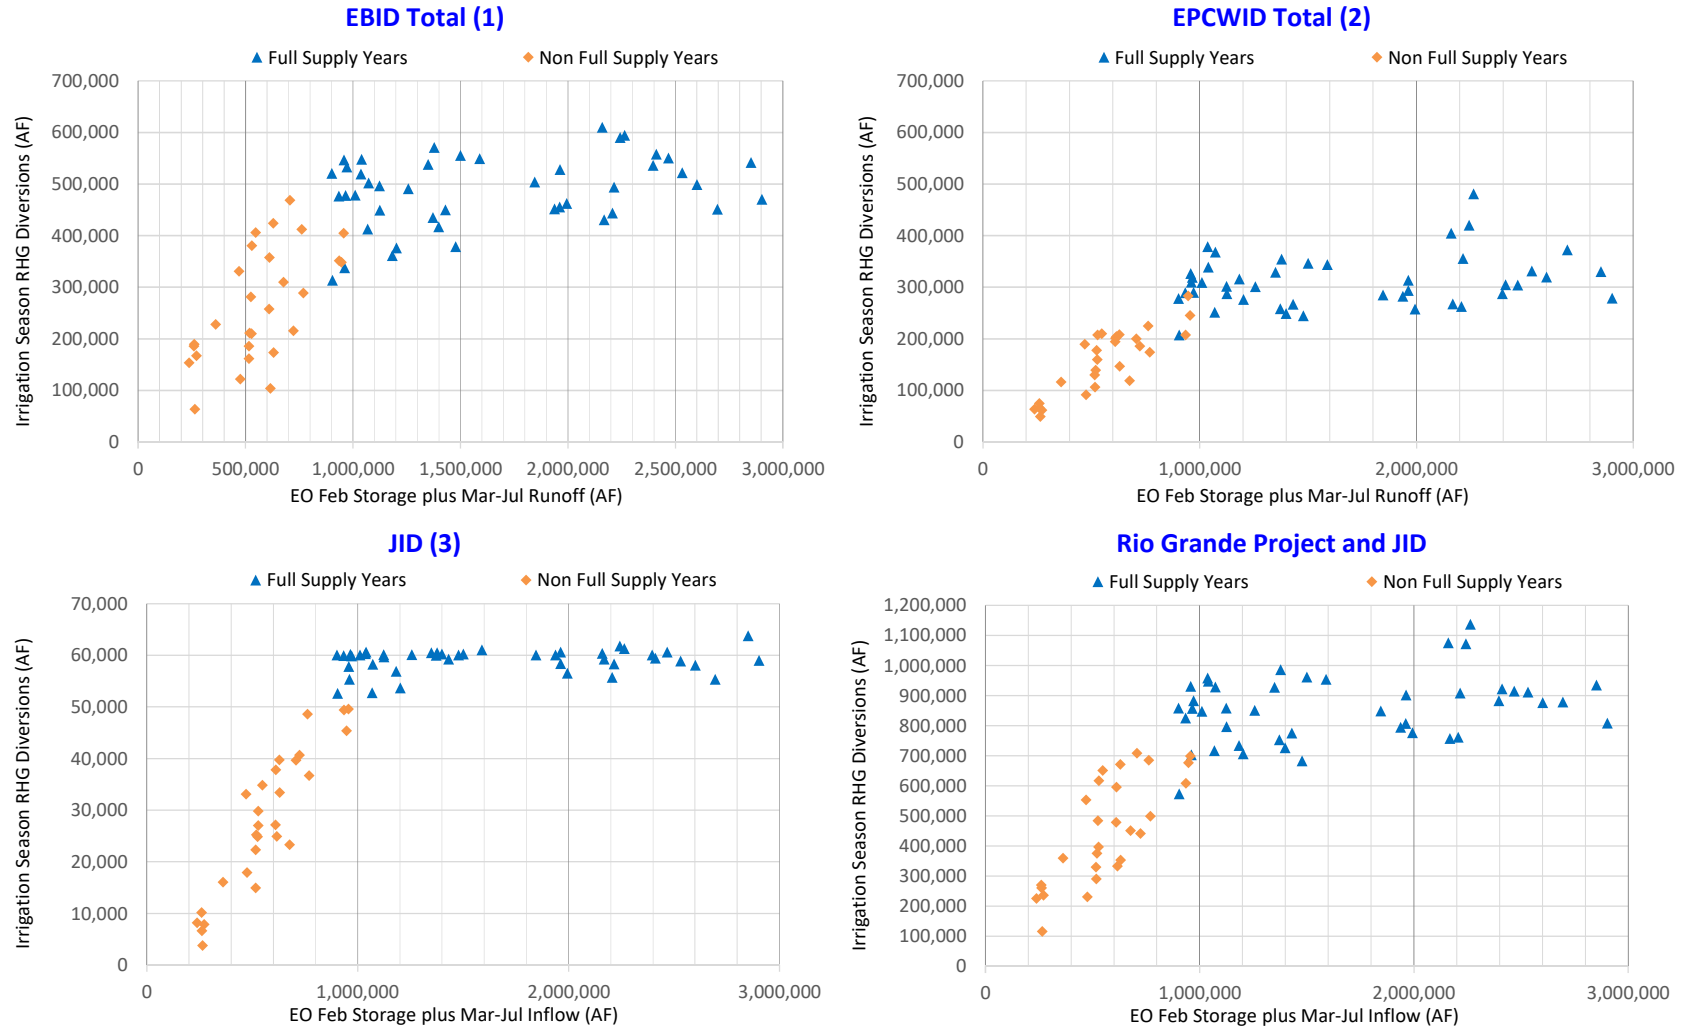 EBID Total (1)
Full Supply Years
Non Full Supply Years
Irrigation Season RHG Diversions (AF)
700,000
600,000
500,000
400,000
300,000
200,000
100,000
0
0 500,000 1,000,000 1,500,000 2,000,000 2,500,000 3,000,000
EO Feb Storage plus Mar-Jul Runoff (AF)
EPCWID Total (2)
Full Supply Years
Non Full Supply Years
Irrigation Season RHG Diversions (AF)
700,000
600,000
500,000
400,000
300,000
200,000
100,000
0
0 1,000,000 2,000,000 3,000,000
EO Feb Storage plus Mar-Jul Runoff (AF)
JID (3)
Full Supply Years
Non Full Supply Years
Irrigation Season RHG Diversions (AF)
70,000
60,000
50,000
40,000
30,000
20,000
10,000
0
0 1,000,000 2,000,000 3,000,000
EO Feb Storage plus Mar-Jul Inflow (AF)
Rio Grande Project and JID
Full Supply Years
Non Full Supply Years
Irrigation Season RHG Diversions (AF)
1,200,000
1,100,000
1,000,000
900,000
800,000
700,000
600,000
500,000
400,000
300,000
200,000
100,000
0
0 1,000,000 2,000,000 3,000,000
EO Feb Storage plus Mar-Jul Inflow (AF)